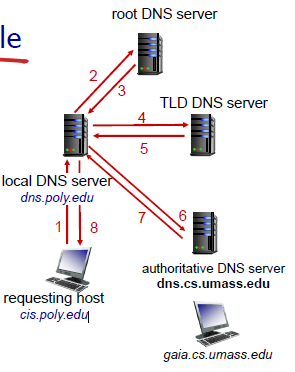 le
root DNS server
2
3
TLD DNS server
4
5
local DNS server
dns.poly.edu
6
7
1
8
authoritative DNS server
dns.cs.umass.edu
requesting host
cis.poly.edu
gaia.cs.umass.edu